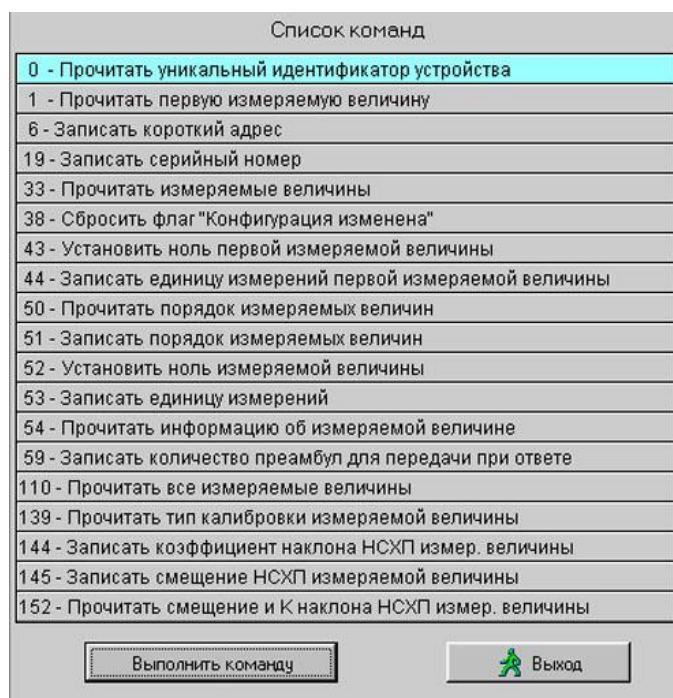 Список команд
0 - Прочитать уникальный идентификатор устройства
1 - Прочитать первую измеряемую величину
6 - Записать короткий адрес
19 - Записать серийный номер
33 - Прочитать измеряемые величины
38 - Сбросить флаг "Конфигурация изменена"
43 - Установить ноль первой измеряемой величины
44 - Записать единицу измерений первой измеряемой величины
50 - Прочитать порядок измеряемых величин
51 - Записать порядок измеряемых величин
52 - Установить ноль измеряемой величины
53 - Записать единицу измерений
54 - Прочитать информацию об измеряемой величине
59 - Записать количество преамбул для передачи при ответе
110 - Прочитать все измеряемые величины
139 - Прочитать тип калибровки измеряемой величины
144 - Записать коэффициент наклона НСХП измер. величины
145 - Записать смещение НСХП измеряемой величины
152 - Прочитать смещение и К наклона НСХП измер. величины
Выполнить команду Выход